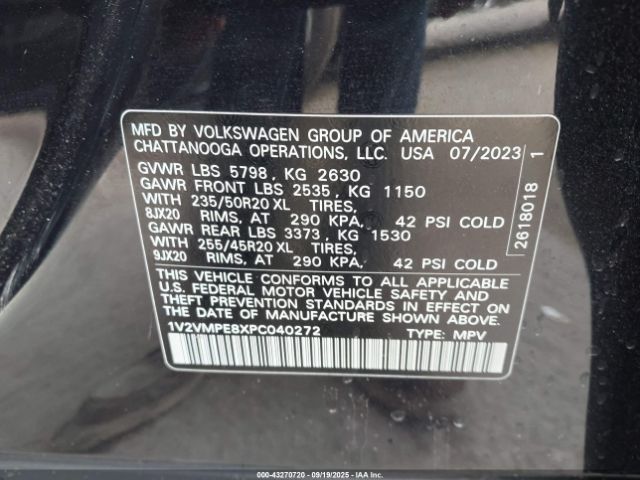 MFD BY VOLKSWAGEN GROUP OF AMERICA
CHATTANOOGA OPERATIONS, LLC. USA 07/2023
GVWR LBS 5798, KG 2630
GAWR FRONT LBS 2535, KG 1150
WITH 235/50R20 XL TIRES,
8JX20 RIMS, AT 290 KPA, 42 PSI COLD
GAWR REAR LBS 3373, KG 1530
WITH 255/45R20 XL TIRES,
9JX20 RIMS, AT 290 KPA, 42 PSI COLD
THIS VEHICLE CONFORMS TO ALL APPLICABLE
U.S. FEDERAL MOTOR VEHICLE SAFETY AND
THEFT PREVENTION STANDARDS IN EFFECT ON
THE DATE OF MANUFACTURE SHOWN ABOVE.
1V2VMPE8XPC040272 TYPE: MPV
2618018 1
000-43270720 - 09/19/2025 - IAAI.COM